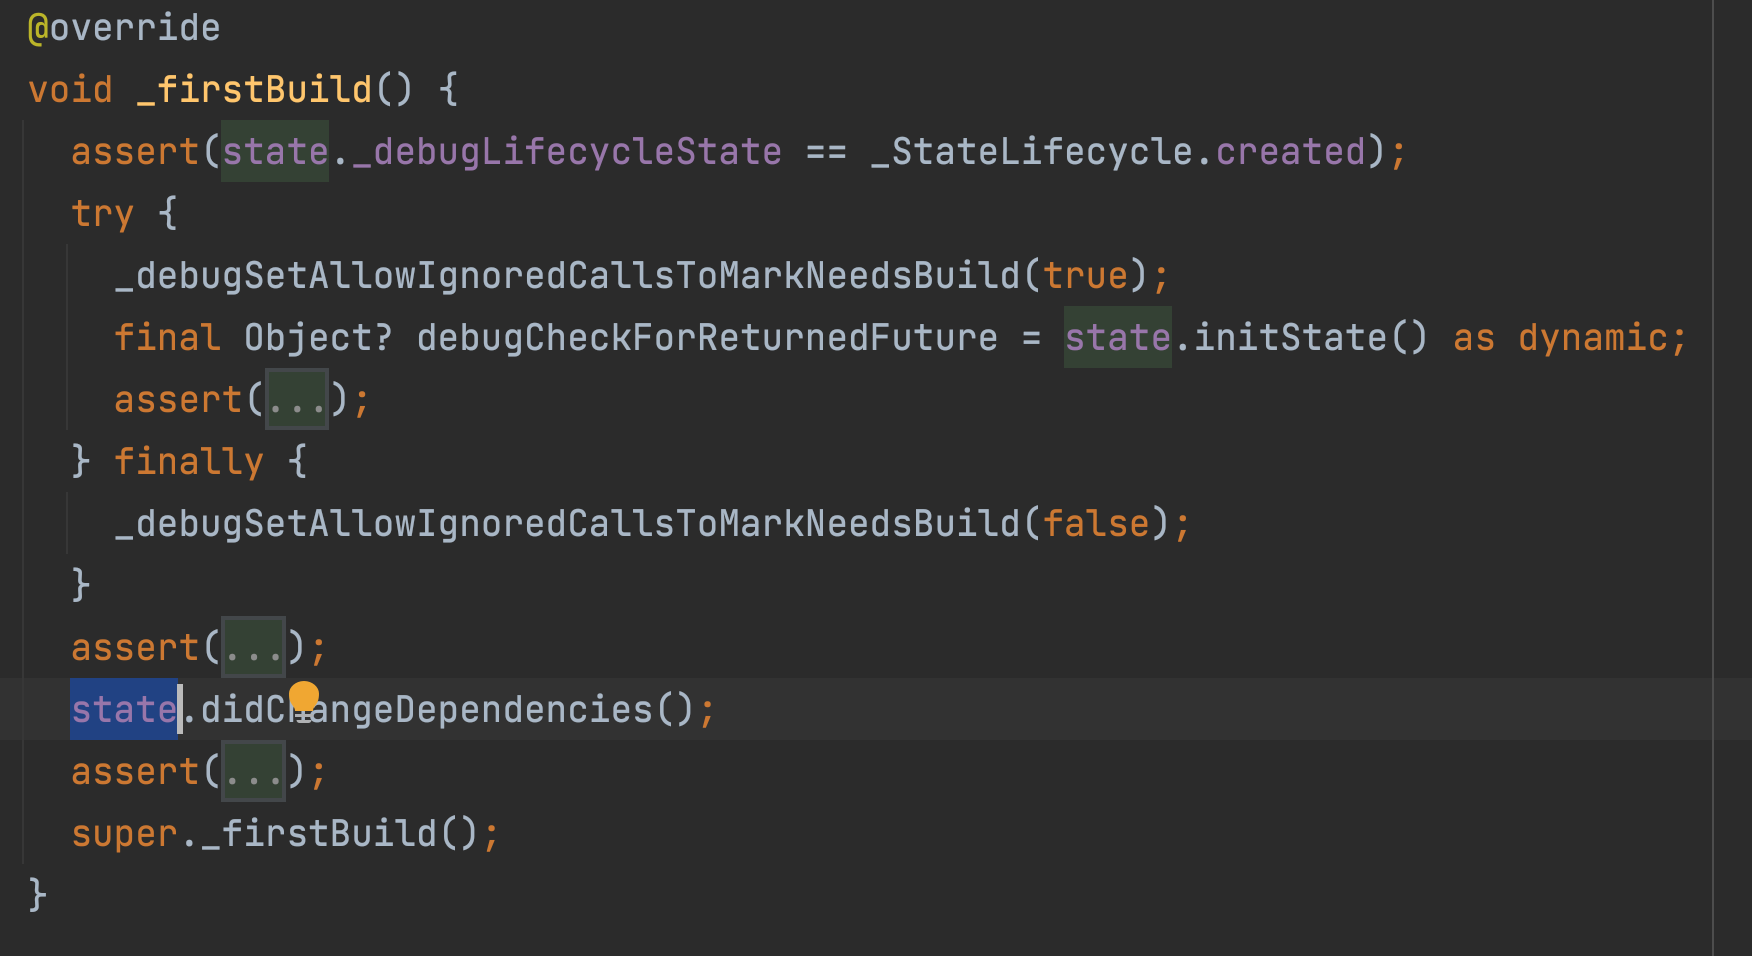 @override
void _firstBuild() {
  assert(state._debugLifecycleState == _StateLifecycle.created);
  try {
    _debugSetAllowIgnoredCallsToMarkNeedsBuild(true);
    final Object? debugCheckForReturnedFuture = state.initState() as dynamic;
    assert(...);
  } finally {
    _debugSetAllowIgnoredCallsToMarkNeedsBuild(false);
  }
  assert(...);
  state.didChangeDependencies();
  assert(...);
  super._firstBuild();
}